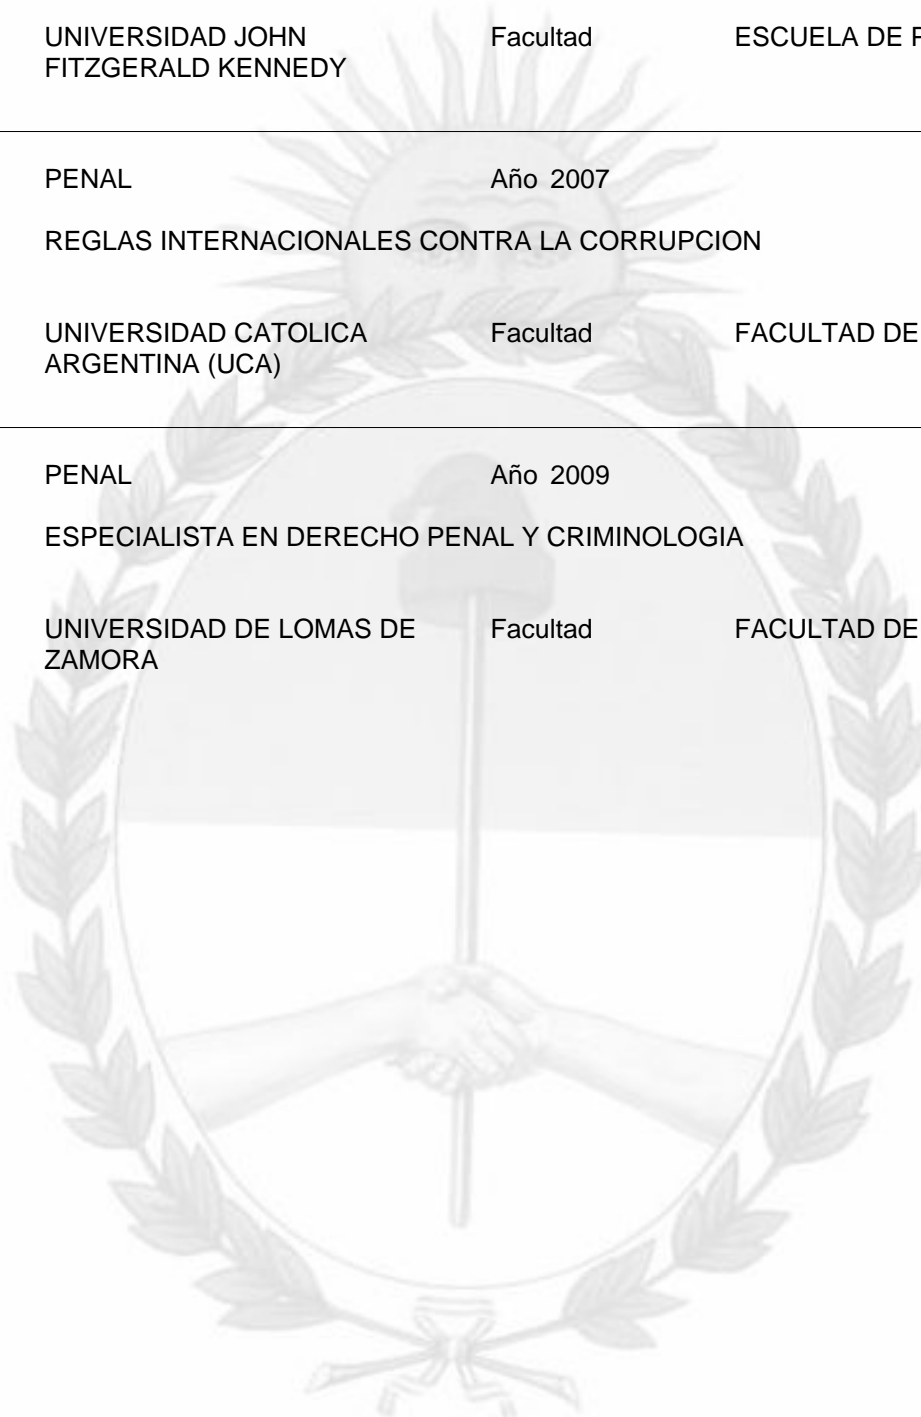 UNIVERSIDAD JOHN Facultad ESCUELA DE
FITZGERALD KENNEDY
PENAL Año 2007
REGLAS INTERNACIONALES CONTRA LA CORRUPCION
UNIVERSIDAD CATOLICA Facultad FACULTAD DE
ARGENTINA (UCA)
PENAL Año 2009
ESPECIALISTA EN DERECHO PENAL Y CRIMINOLOGIA
UNIVERSIDAD DE LOMAS DE Facultad FACULTAD DE
ZAMORA